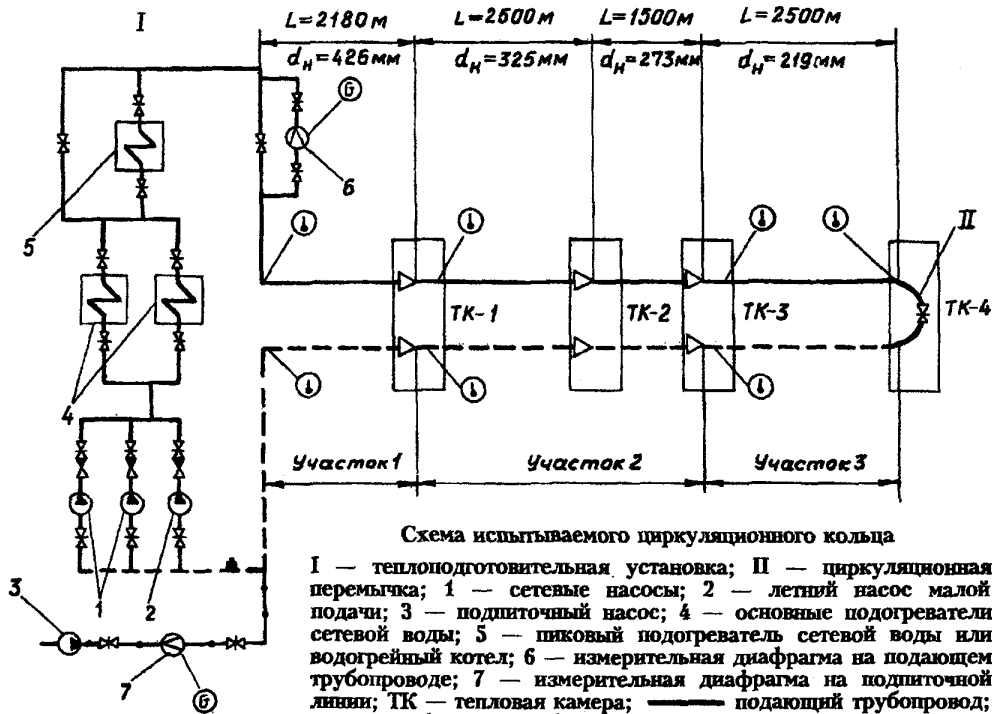 I
L=2180м L=2600м L=1500м L=2500м
dн=426мм dн=325мм dн=273мм dн=219мм
G
6
5
II
ТК-1 ТК-2 ТК-3 ТК-4
4
Участок 1 Участок 2 Участок 3
3
1 2
7
G
Схема испытываемого циркуляционного кольца
I — теплоподготовительная установка; II — циркуляционная
перемычка; 1 — сетевые насосы; 2 — летний насос малой
подачи; 3 — подпиточный насос; 4 — основные подогреватели
сетевой воды; 5 — пиковый подогреватель сетевой воды или
водогрейный котел; 6 — измерительная диафрагма на подающем
трубопроводе; 7 — измерительная диафрагма на подпиточной
линии; ТК — тепловая камера; подающий трубопровод;